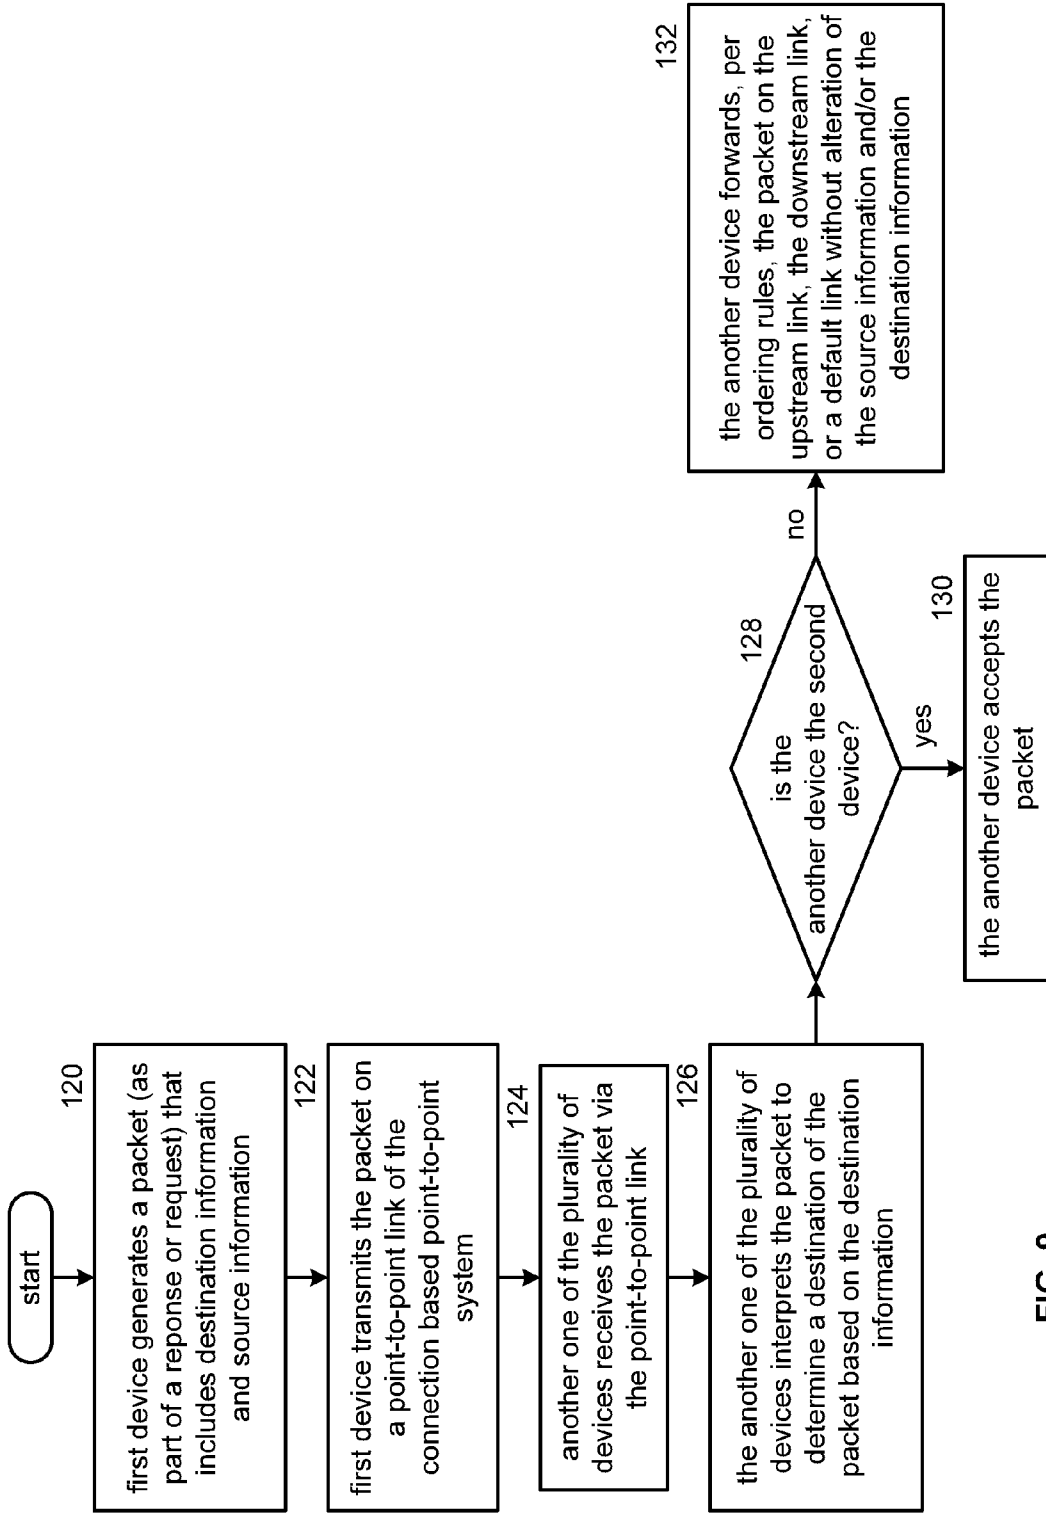 start
120
first device generates a packet (as
part of a reponse or request) that
includes destination information
and source information
122
first device transmits the packet on
a point-to-point link of the
connection based point-to-point
system
124
another one of the plurality of
devices receives the packet via
the point-to-point link
126
the another one of the plurality of
devices interprets the packet to
determine a destination of the
packet based on the destination
information
128
is the
another device the second
device?
yes
no
130
the another device accepts the
packet
132
the another device forwards, per
ordering rules, the packet on the
upstream link, the downstream link,
or a default link without alteration of
the source information and/or the
destination information
FIG.